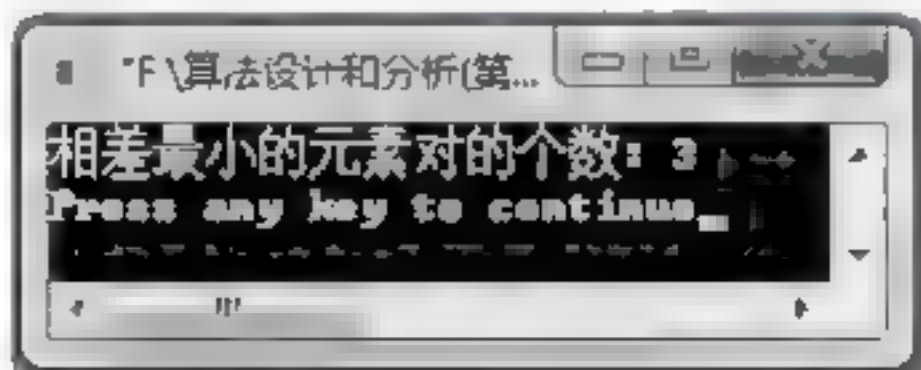 "F \算法设计和分析(第...
相差最小的元素对的个数: 3
Press any key to continue_